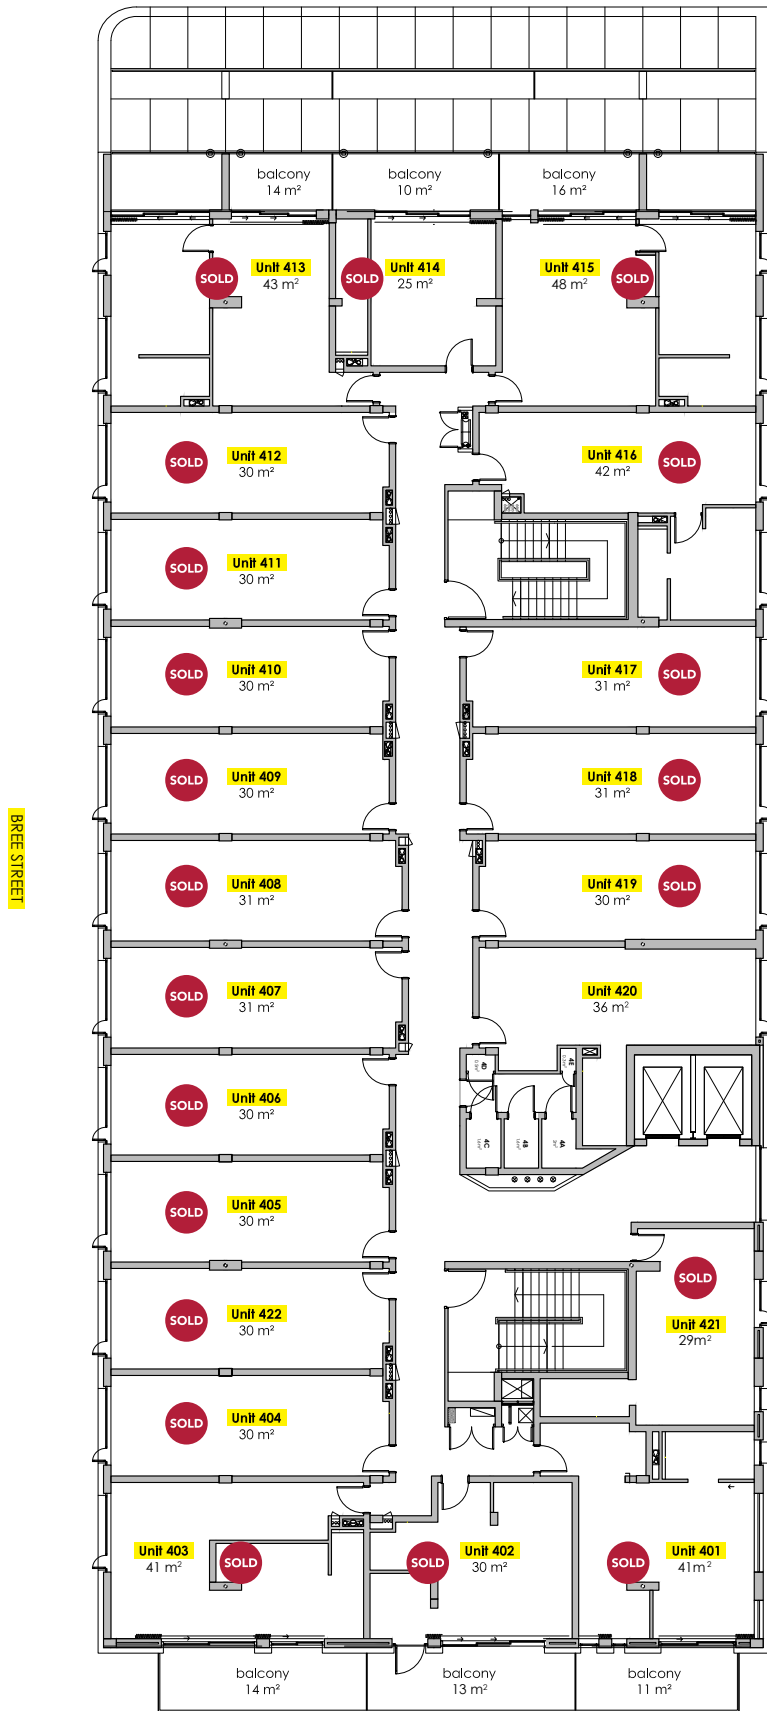 balcony
14 m²
balcony
10 m²
balcony
16 m²
SOLD
Unit 413
43 m²
SOLD
Unit 414
25 m²
Unit 415
48 m²
SOLD
SOLD
Unit 412
30 m²
Unit 416
42 m²
SOLD
SOLD
Unit 411
30 m²
SOLD
Unit 410
30 m²
Unit 417
31 m²
SOLD
SOLD
Unit 409
30 m²
Unit 418
31 m²
SOLD
BREE STREET
SOLD
Unit 408
31 m²
Unit 419
30 m²
SOLD
SOLD
Unit 407
31 m²
Unit 420
36 m²
4D
4E
SOLD
Unit 406
30 m²
4C
4B
4A
SOLD
Unit 405
30 m²
SOLD
Unit 422
30 m²
SOLD
Unit 421
29m²
SOLD
Unit 404
30 m²
Unit 403
41 m²
SOLD
SOLD
Unit 402
30 m²
SOLD
Unit 401
41m²
balcony
14 m²
balcony
13 m²
balcony
11 m²